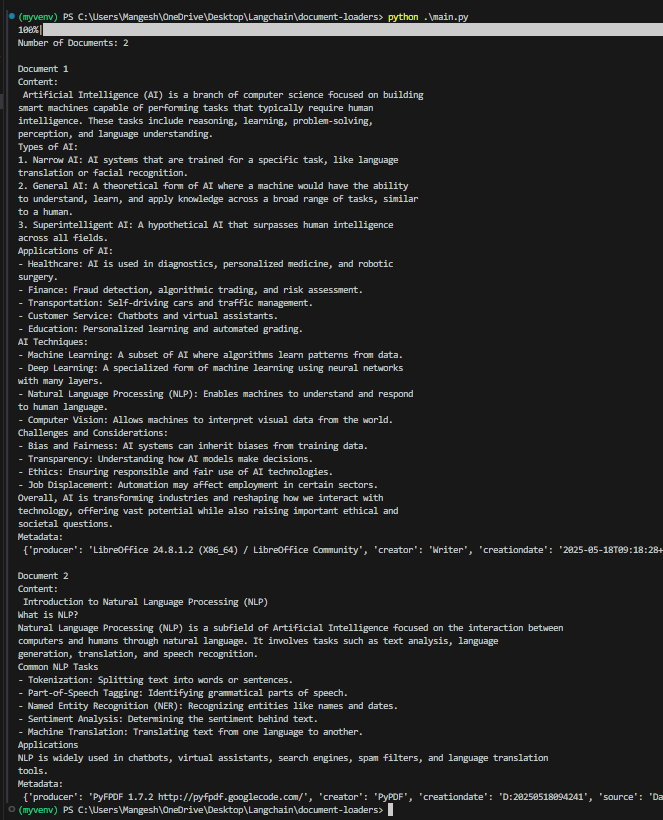 (myvenv) PS C:\Users\Mangesh\OneDrive\Desktop\Langchain\document-loaders> python .\main.py
100%|
Number of Documents: 2
Document 1
Content:
Artificial Intelligence (AI) is a branch of computer science focused on building
smart machines capable of performing tasks that typically require human
intelligence. These tasks include reasoning, learning, problem-solving,
perception, and language understanding.
Types of AI:
1. Narrow AI: AI systems that are trained for a specific task, like language
translation or facial recognition.
2. General AI: A theoretical form of AI where a machine would have the ability
to understand, learn, and apply knowledge across a broad range of tasks, similar
to a human.
3. Superintelligent AI: A hypothetical AI that surpasses human intelligence
across all fields.
Applications of AI:
- Healthcare: AI is used in diagnostics, personalized medicine, and robotic
surgery.
- Finance: Fraud detection, algorithmic trading, and risk assessment.
- Transportation: Self-driving cars and traffic management.
- Customer Service: Chatbots and virtual assistants.
- Education: Personalized learning and automated grading.
AI Techniques:
- Machine Learning: A subset of AI where algorithms learn patterns from data.
- Deep Learning: A specialized form of machine learning using neural networks
with many layers.
- Natural Language Processing (NLP): Enables machines to understand and respond
to human language.
- Computer Vision: Allows machines to interpret visual data from the world.
Challenges and Considerations:
- Bias and Fairness: AI systems can inherit biases from training data.
- Transparency: Understanding how AI models make decisions.
- Ethics: Ensuring responsible and fair use of AI technologies.
- Job Displacement: Automation may affect employment in certain sectors.
Overall, AI is transforming industries and reshaping how we interact with
technology, offering vast potential while also raising important ethical and
societal questions.
Metadata:
{'producer': 'LibreOffice 24.8.1.2 (X86_64) / LibreOffice Community', 'creator': 'Writer', 'creationdate': '2025-05-18T09:18:28+
Document 2
Content:
Introduction to Natural Language Processing (NLP)
What is NLP?
Natural Language Processing (NLP) is a subfield of Artificial Intelligence focused on the interaction between
computers and humans through natural language. It involves tasks such as text analysis, language
generation, translation, and speech recognition.
Common NLP Tasks
- Tokenization: Splitting text into words or sentences.
- Part-of-Speech Tagging: Identifying grammatical parts of speech.
- Named Entity Recognition (NER): Recognizing entities like names and dates.
- Sentiment Analysis: Determining the sentiment behind text.
- Machine Translation: Translating text from one language to another.
Applications
NLP is widely used in chatbots, virtual assistants, search engines, spam filters, and language translation
tools.
Metadata:
{'producer': 'PyFPDF 1.7.2 http://pyfpdf.googlecode.com/', 'creator': 'PyPDF', 'creationdate': 'D:20250518094241', 'source': 'Da
(myvenv) PS C:\Users\Mangesh\OneDrive\Desktop\Langchain\document-loaders>